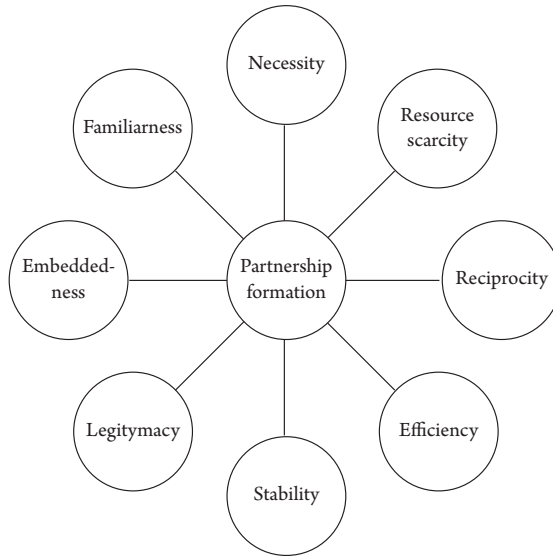 Necessity
Familiarness
Resource
scarcity
Embedded-
ness
Partnership
formation
Reciprocity
Legitymacy
Efficiency
Stability